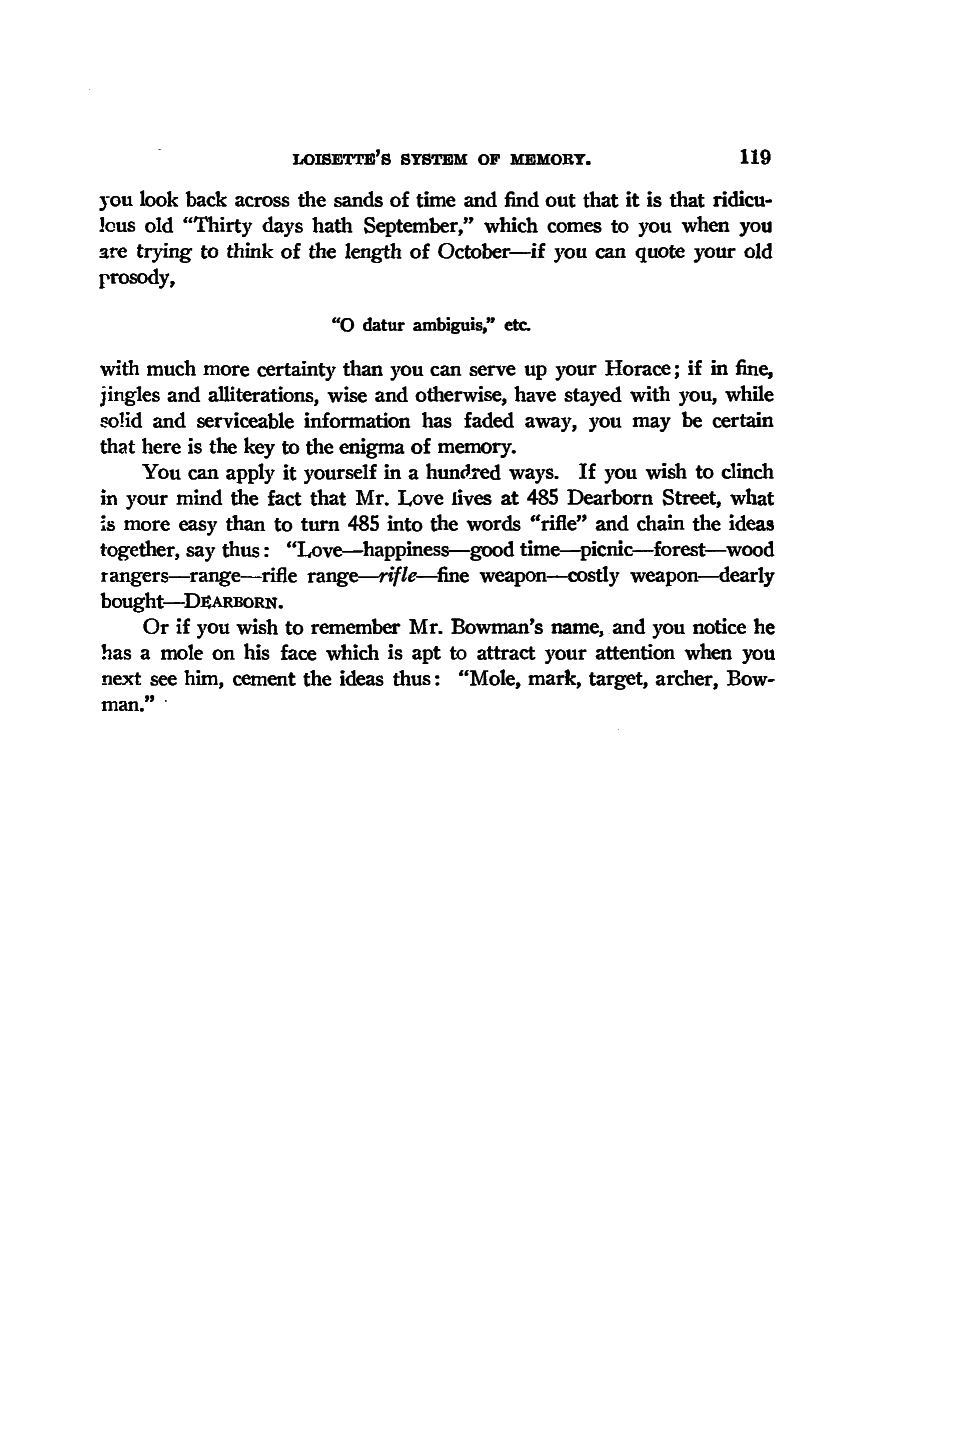 LOISETTE'S SYSTEM OF MEMORY. 119
you look back across the sands of time and find out that it is that ridicu-
lous old “Thirty days hath September,” which comes to you when you
are trying to think of the length of October—if you can quote your old
prosody,
“O datur ambiguis,” etc.
with much more certainty than you can serve up your Horace; if in fine,
jingles and alliterations, wise and otherwise, have stayed with you, while
solid and serviceable information has faded away, you may be certain
that here is the key to the enigma of memory.
You can apply it yourself in a hundred ways. If you wish to clinch
in your mind the fact that Mr. Love lives at 485 Dearborn Street, what
is more easy than to turn 485 into the words “rifle” and chain the ideas
together, say thus: “Love—happiness—good time—picnic—forest—wood
rangers—range—rifle range—rifle—fine weapon—costly weapon—dearly
bought—DEARBORN.
Or if you wish to remember Mr. Bowman's name, and you notice he
has a mole on his face which is apt to attract your attention when you
next see him, cement the ideas thus: “Mole, mark, target, archer, Bow-
man.”